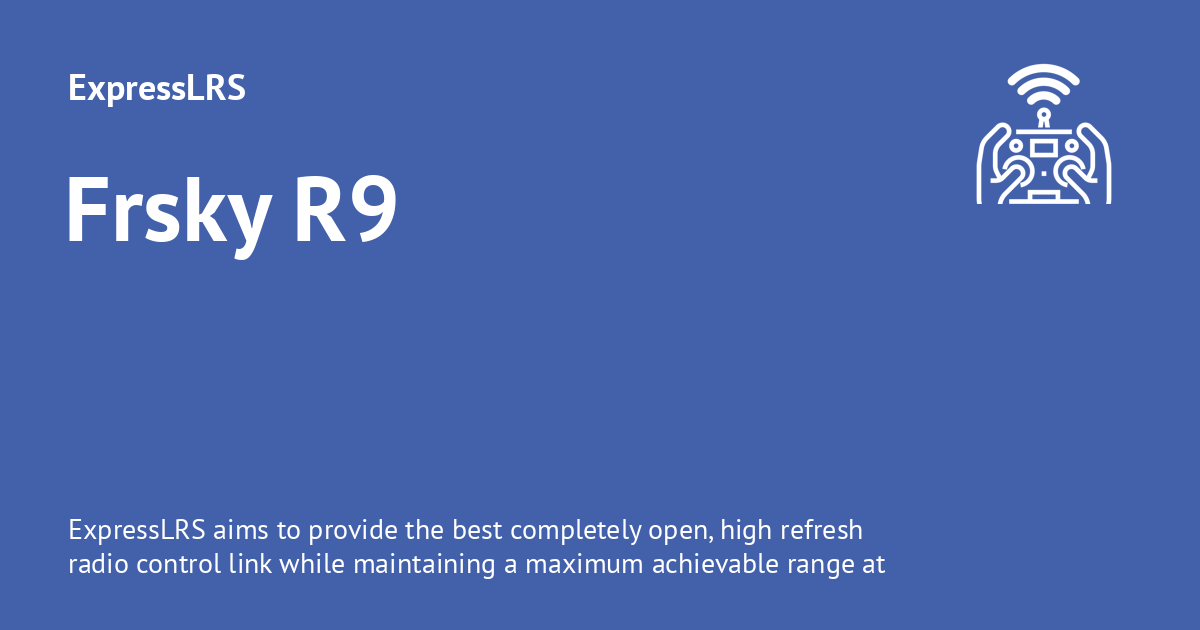 ExpressLRS
Frsky R9
ExpressLRS aims to provide the best completely open, high refresh
radio control link while maintaining a maximum achievable range at